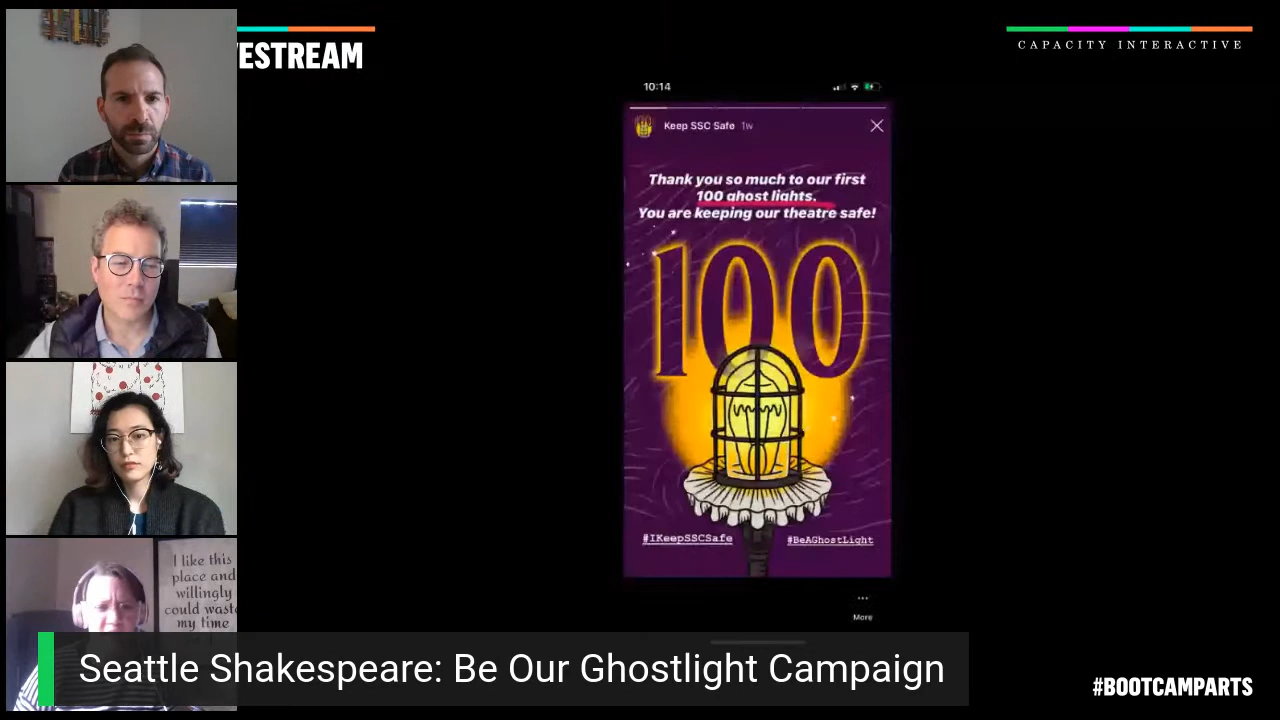 VESTREAM
CAPACITY INTERACTIVE
10:14
Keep SSC Safe 1w
Thank you so much to our first
100 ghost lights.
You are keeping our theatre safe!
100
#IKeepSSCSafe #BeAGhostLight
More
I like this
place and
willingly
could waste
my time
Seattle Shakespeare: Be Our Ghostlight Campaign
#BOOTCAMPARTS